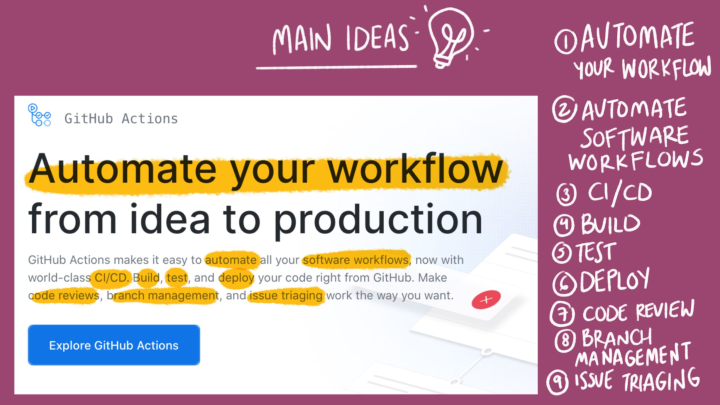 MAIN IDEAS
GitHub Actions
Automate your workflow
from idea to production
GitHub Actions makes it easy to automate all your software workflows, now with
world-class CI/CD. Build, test, and deploy your code right from GitHub. Make
code reviews, branch management, and issue triaging work the way you want.
Explore GitHub Actions
1 AUTOMATE
YOUR WORKFLOW
2 AUTOMATE
SOFTWARE
WORKFLOWS
3 CI/CD
4 BUILD
5 TEST
6 DEPLOY
7 CODE REVIEW
8 BRANCH
MANAGEMENT
9 ISSUE TRIAGING